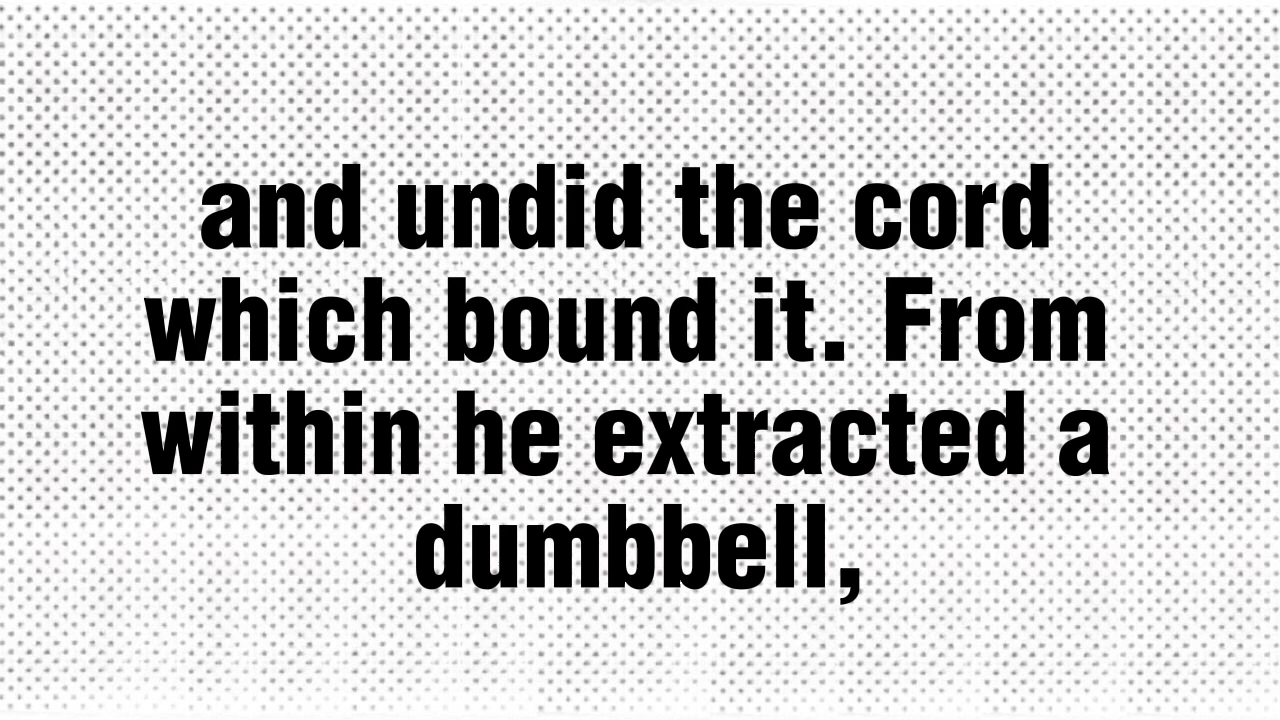 and undid the cord
which bound it. From
within he extracted a
dumbbell,